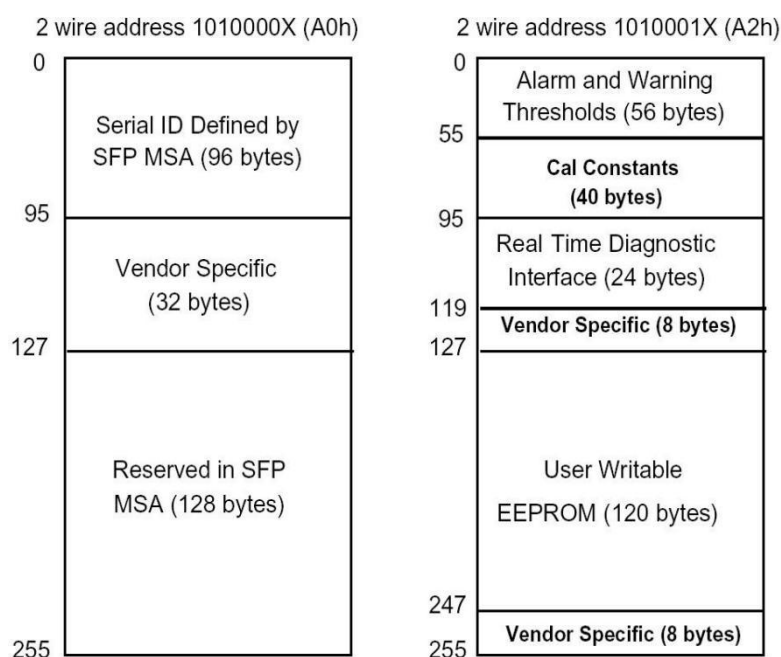 2 wire address 1010000X (A0h)
0
Serial ID Defined by
SFP MSA (96 bytes)
95
Vendor Specific
(32 bytes)
127
Reserved in SFP
MSA (128 bytes)
255
2 wire address 1010001X (A2h)
0
Alarm and Warning
Thresholds (56 bytes)
55
Cal Constants
(40 bytes)
95
Real Time Diagnostic
Interface (24 bytes)
119
Vendor Specific (8 bytes)
127
User Writable
EEPROM (120 bytes)
247
Vendor Specific (8 bytes)
255